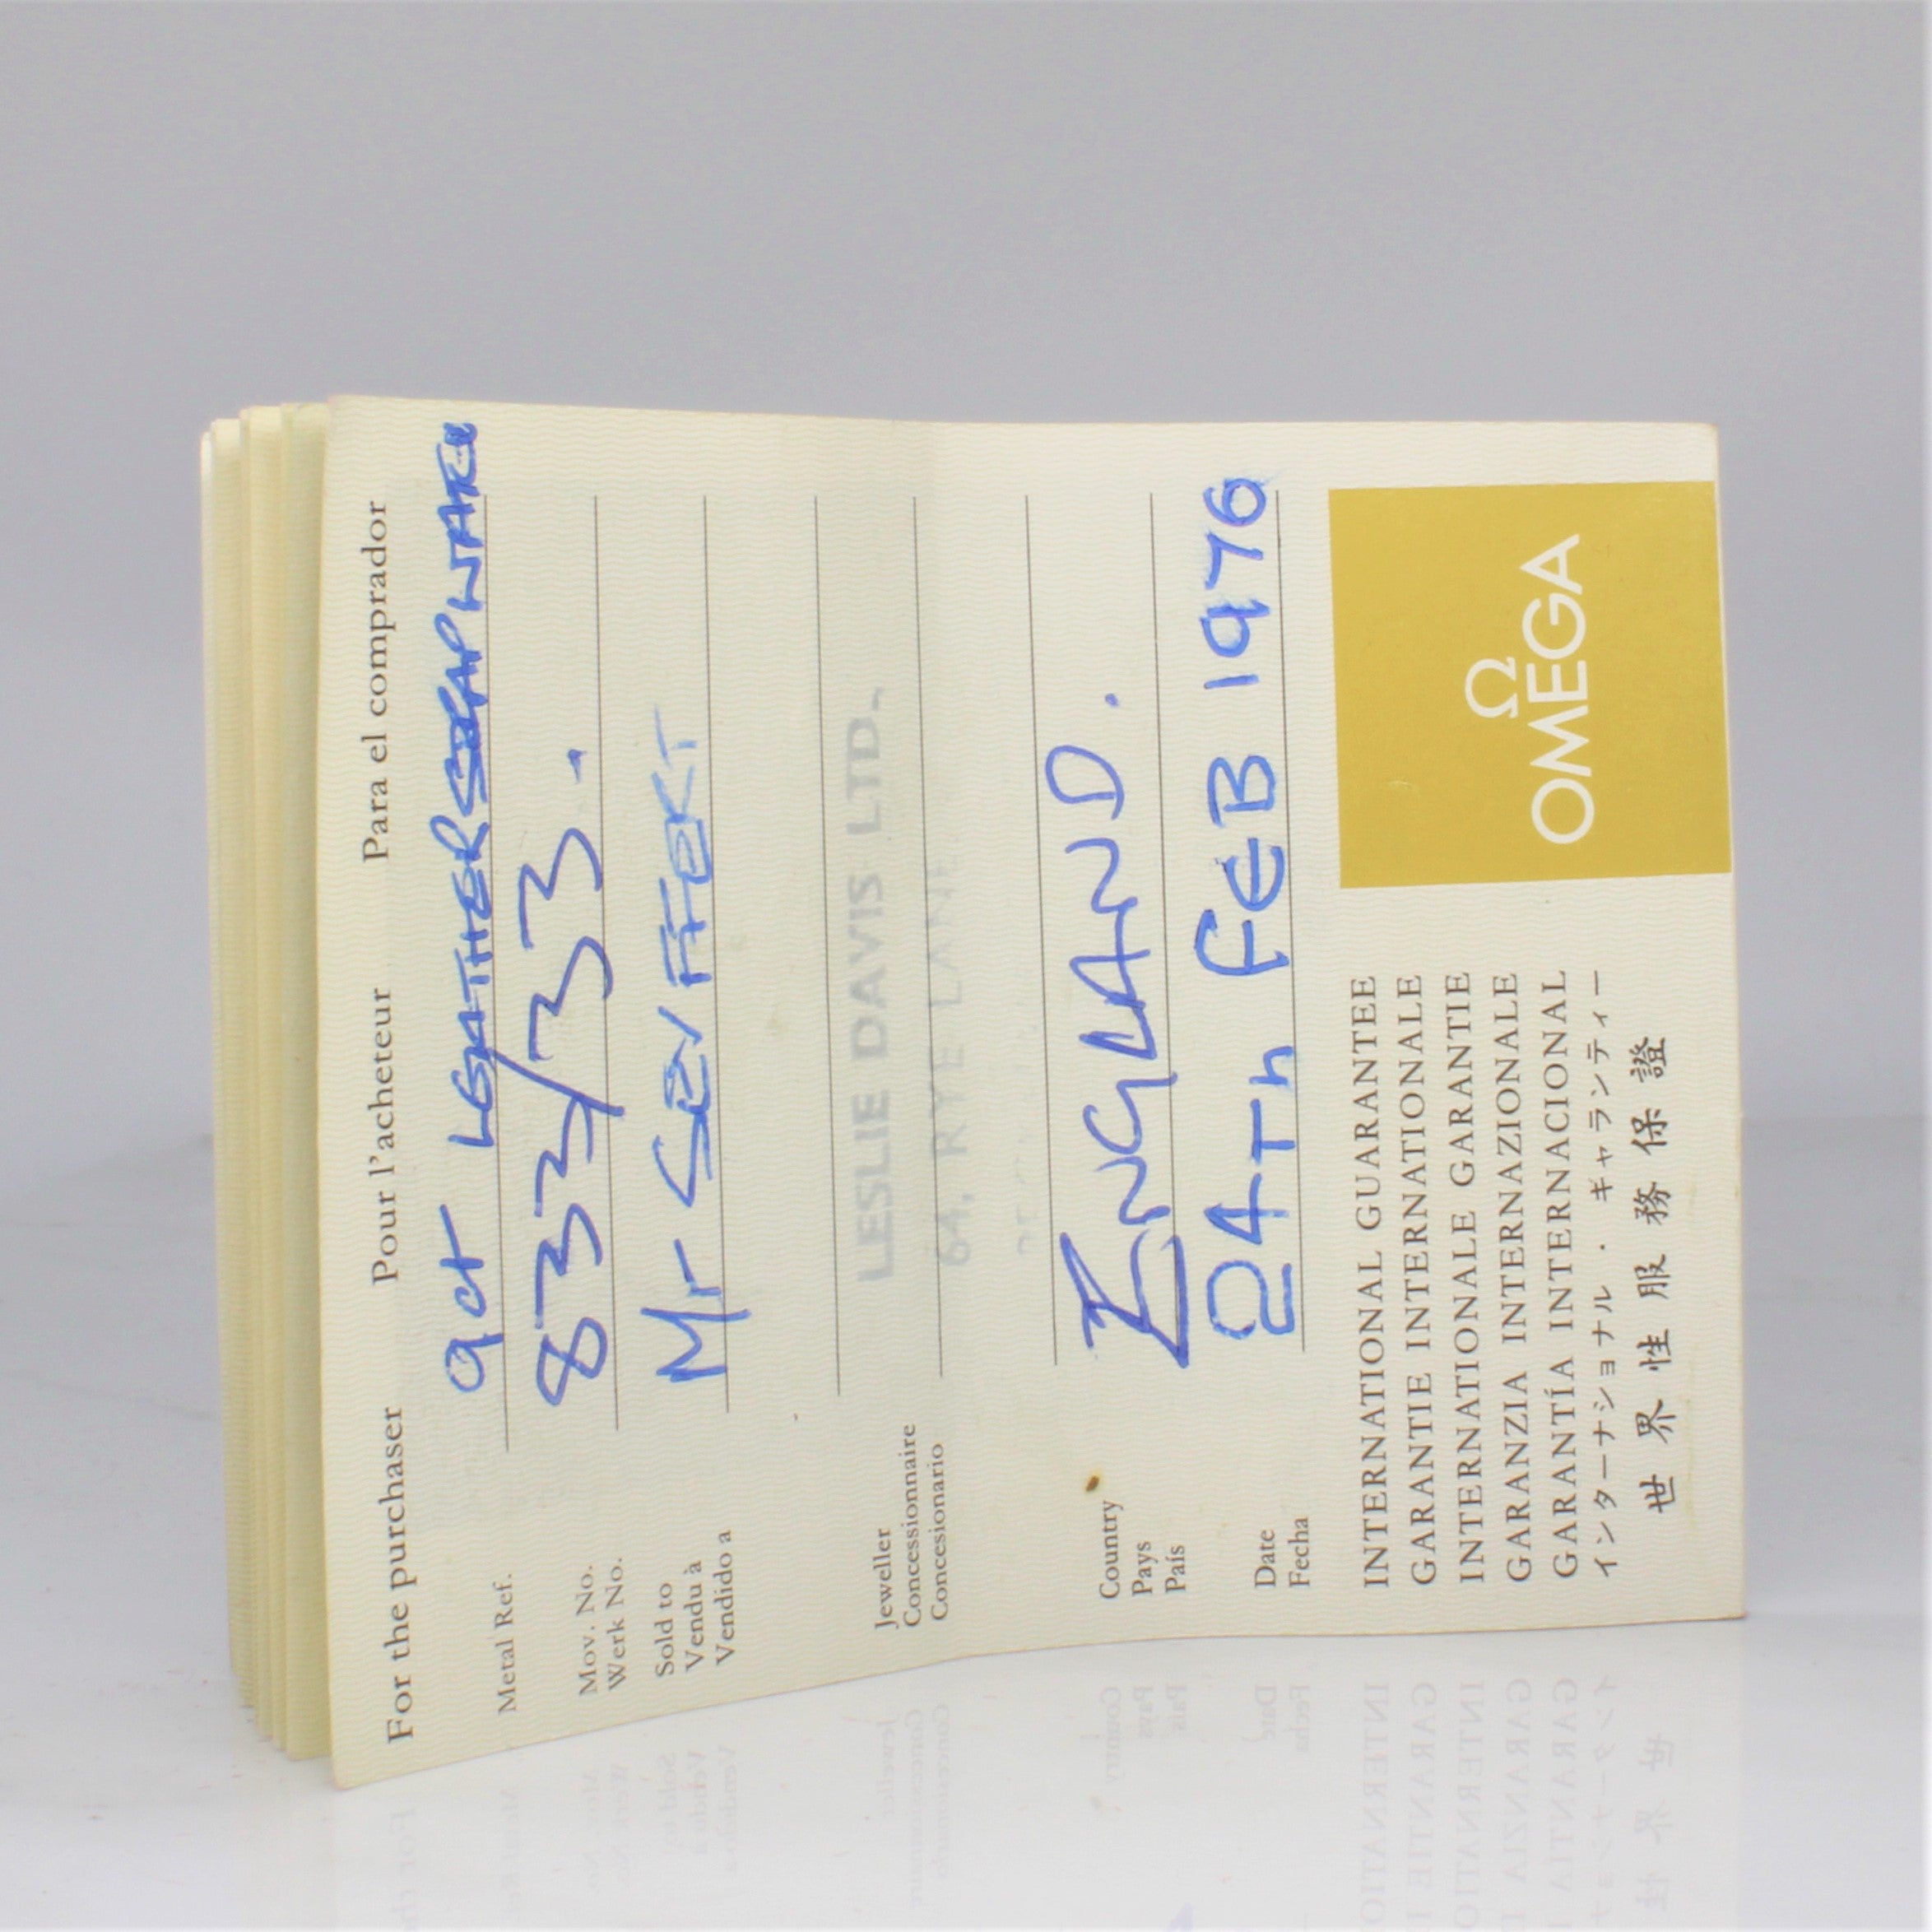 For the purchaser Pour l'acheteur Para el comprador
Metal Ref. 9ct LEATHER STRAP
Mov. No. 833/33.
Werk No.
Sold to Mr
Vendu à
Vendido a
Jeweller LESLIE DAVIS LTD.,
Concessionnaire 64, RYE LANE
Concesionario
Country ENGLAND.
Pays
País
Date 24Th FEB 1976
Fecha
INTERNATIONAL GUARANTEE
GARANTIE INTERNATIONALE
INTERNATIONALE GARANTIE
GARANZIA INTERNAZIONALE
GARANTÍA INTERNACIONAL
インターナショナル・ギャランティー
世界性服務保證
Ω
OMEGA